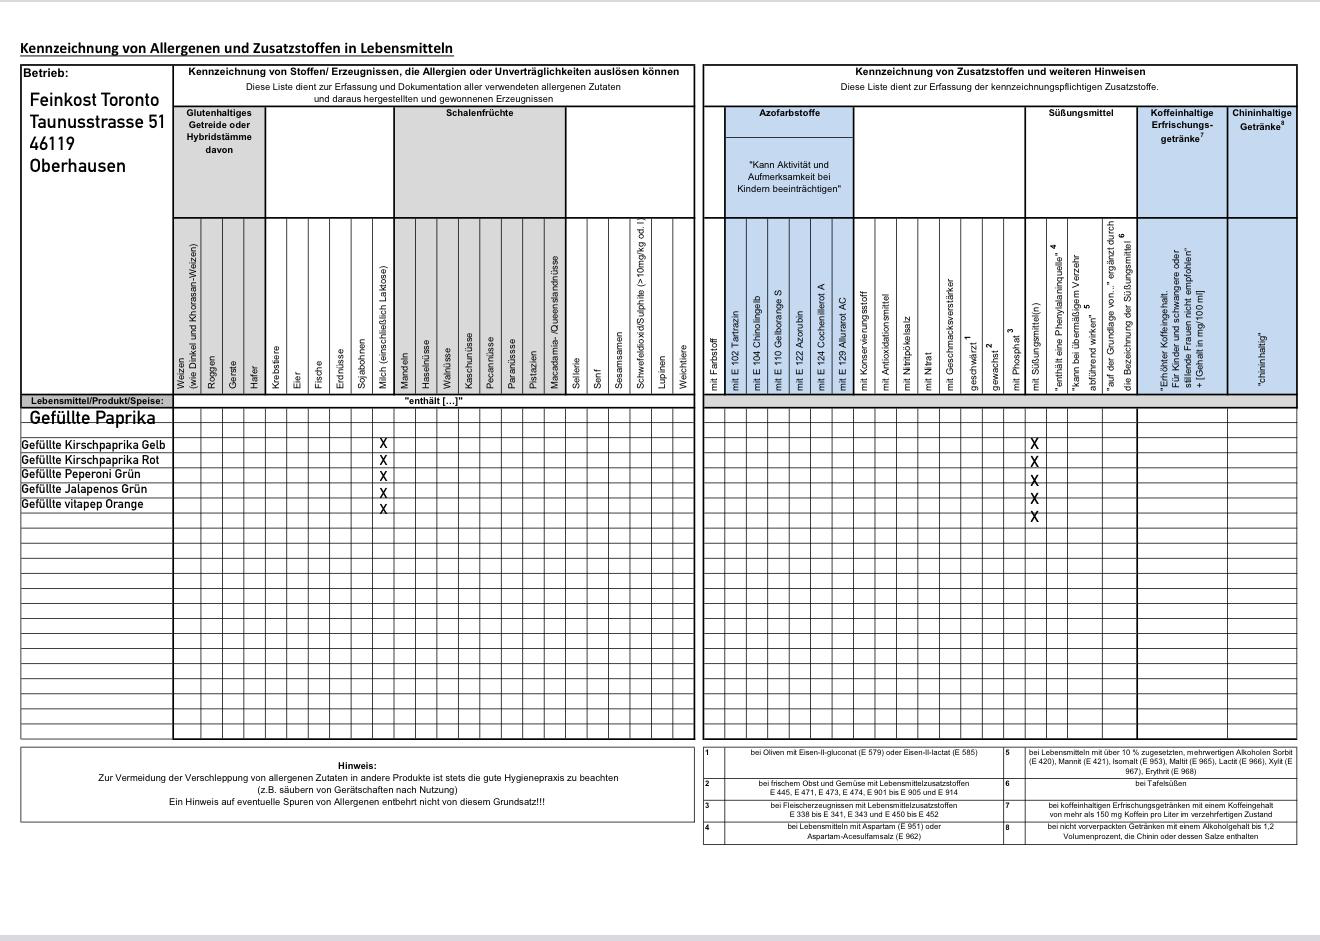 Kennzeichnung von Allergenen und Zusatzstoffen in Lebensmitteln
Betrieb:
Feinkost Toronto
Taunusstrasse 51
46119
Oberhausen
Kennzeichnung von Stoffen/ Erzeugnissen, die Allergien oder Unverträglichkeiten auslösen können
Diese Liste dient zur Erfassung und Dokumentation aller verwendeten allergenen Zutaten
und daraus hergestellten und gewonnenen Erzeugnissen
Glutenhaltiges
Getreide oder
Hybridstämme
davon
Schalenfrüchte
Weizen
(wie Dinkel und Khorasan-Weizen)
Roggen
Gerste
Hafer
Krebstiere
Eier
Fische
Erdnüsse
Sojabohnen
Milch (einschließlich Laktose)
Mandeln
Haselnüsse
Walnüsse
Kaschunüsse
Pecannüsse
Paranüssse
Pistazien
Macadamia- /Queenslandnüsse
Sellerie
Senf
Sesamsamen
Schwefeldioxid/Sulphite (>10mg/kg od. l)
Lupinen
Weichtiere
Lebensmittel/Produkt/Speise:
"enthält [...]"
Gefüllte Paprika
Gefüllte Kirschpaprika Gelb X
Gefüllte Kirschpaprika Rot X
Gefüllte Peperoni Grün X
Gefüllte Jalapenos Grün X
Gefüllte vitapep Orange X
Hinweis:
Zur Vermeidung der Verschleppung von allergenen Zutaten in andere Produkte ist stets die gute Hygienepraxis zu beachten
(z.B. säubern von Gerätschaften nach Nutzung)
Ein Hinweis auf eventuelle Spuren von Allergenen entbehrt nicht von diesem Grundsatz!!!
Kennzeichnung von Zusatzstoffen und weiteren Hinweisen
Diese Liste dient zur Erfassung der kennzeichnungspflichtigen Zusatzstoffe.
Azofarbstoffe
"Kann Aktivität und
Aufmerksamkeit bei
Kindern beeinträchtigen"
Süßungsmittel
Koffeinhaltige
Erfrischungs-
getränke7
Chininhaltige
Getränke8
mit Farbstoff
mit E 102 Tartrazin
mit E 104 Chinolingelb
mit E 110 Gelborange S
mit E 122 Azorubin
mit E 124 Cochenillerot A
mit E 129 Allurarot AC
mit Konservierungsstoff
mit Antioxidationsmittel
mit Nitritpökelsalz
mit Nitrat
mit Geschmacksverstärker
geschwärzt 1
gewachst 2
mit Phosphat 3
mit Süßungsmittel(n)
"enthält eine Phenylalaninquelle" 4
"kann bei übermäßigem Verzehr
abführend wirken" 5
"auf der Grundlage von..." ergänzt durch
die Bezeichnung der Süßungsmittel 6
"Erhöhter Koffeingehalt.
Für Kinder und schwangere oder
stillende Frauen nicht empfohlen"
+ [Gehalt in mg/100 ml]
"chininhaltig"
X
X
X
X
X
1 bei Oliven mit Eisen-II-gluconat (E 579) oder Eisen-II-lactat (E 585)
2 bei frischem Obst und Gemüse mit Lebensmittelzusatzstoffen
E 445, E 471, E 473, E 474, E 901 bis E 905 und E 914
3 bei Fleischerzeugnissen mit Lebensmittelzusatzstoffen
E 338 bis E 341, E 343 und E 450 bis E 452
4 bei Lebensmitteln mit Aspartam (E 951) oder
Aspartan-Acesulfamsalz (E 962)
5 bei Lebensmitteln mit über 10 % zugesetzten, mehrwertigen Alkoholen Sorbit
(E 420), Mannit (E 421), Isomalt (E 953), Maltit (E 965), Lactit (E 966), Xylit (E
967), Erythrit (E 968)
6 bei Tafelsüßen
7 bei koffeinhaltigen Erfrischungsgetränken mit einem Koffeingehalt
von mehr als 150 mg Koffein pro Liter im verzehrfertigen Zustand
8 bei nicht vorverpackten Getränken mit einem Alkoholgehalt bis 1,2
Volumenprozent, die Chinin oder dessen Salze enthalten